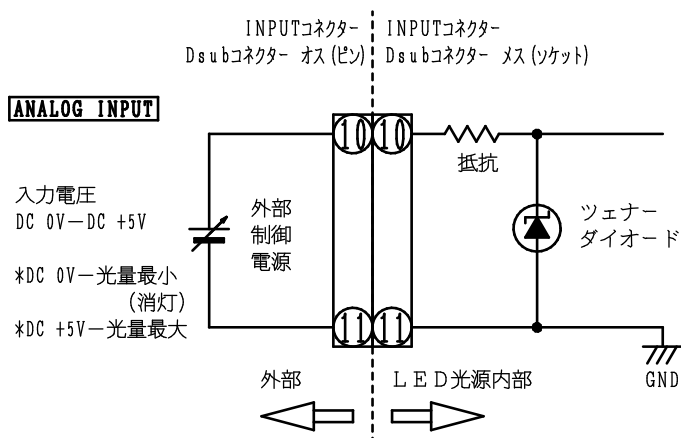 INPUTコネクター
Dsubコネクター オス(ピン)
INPUTコネクター
Dsubコネクター メス(ソケット)
ANALOG INPUT
10
10
抵抗
入力電圧
DC 0V－DC +5V
外部
制御
電源
ツェナー
ダイオード
*DC 0V－光量最小
(消灯)
*DC +5V－光量最大
11
11
外部
ＬＥＤ光源内部
GND